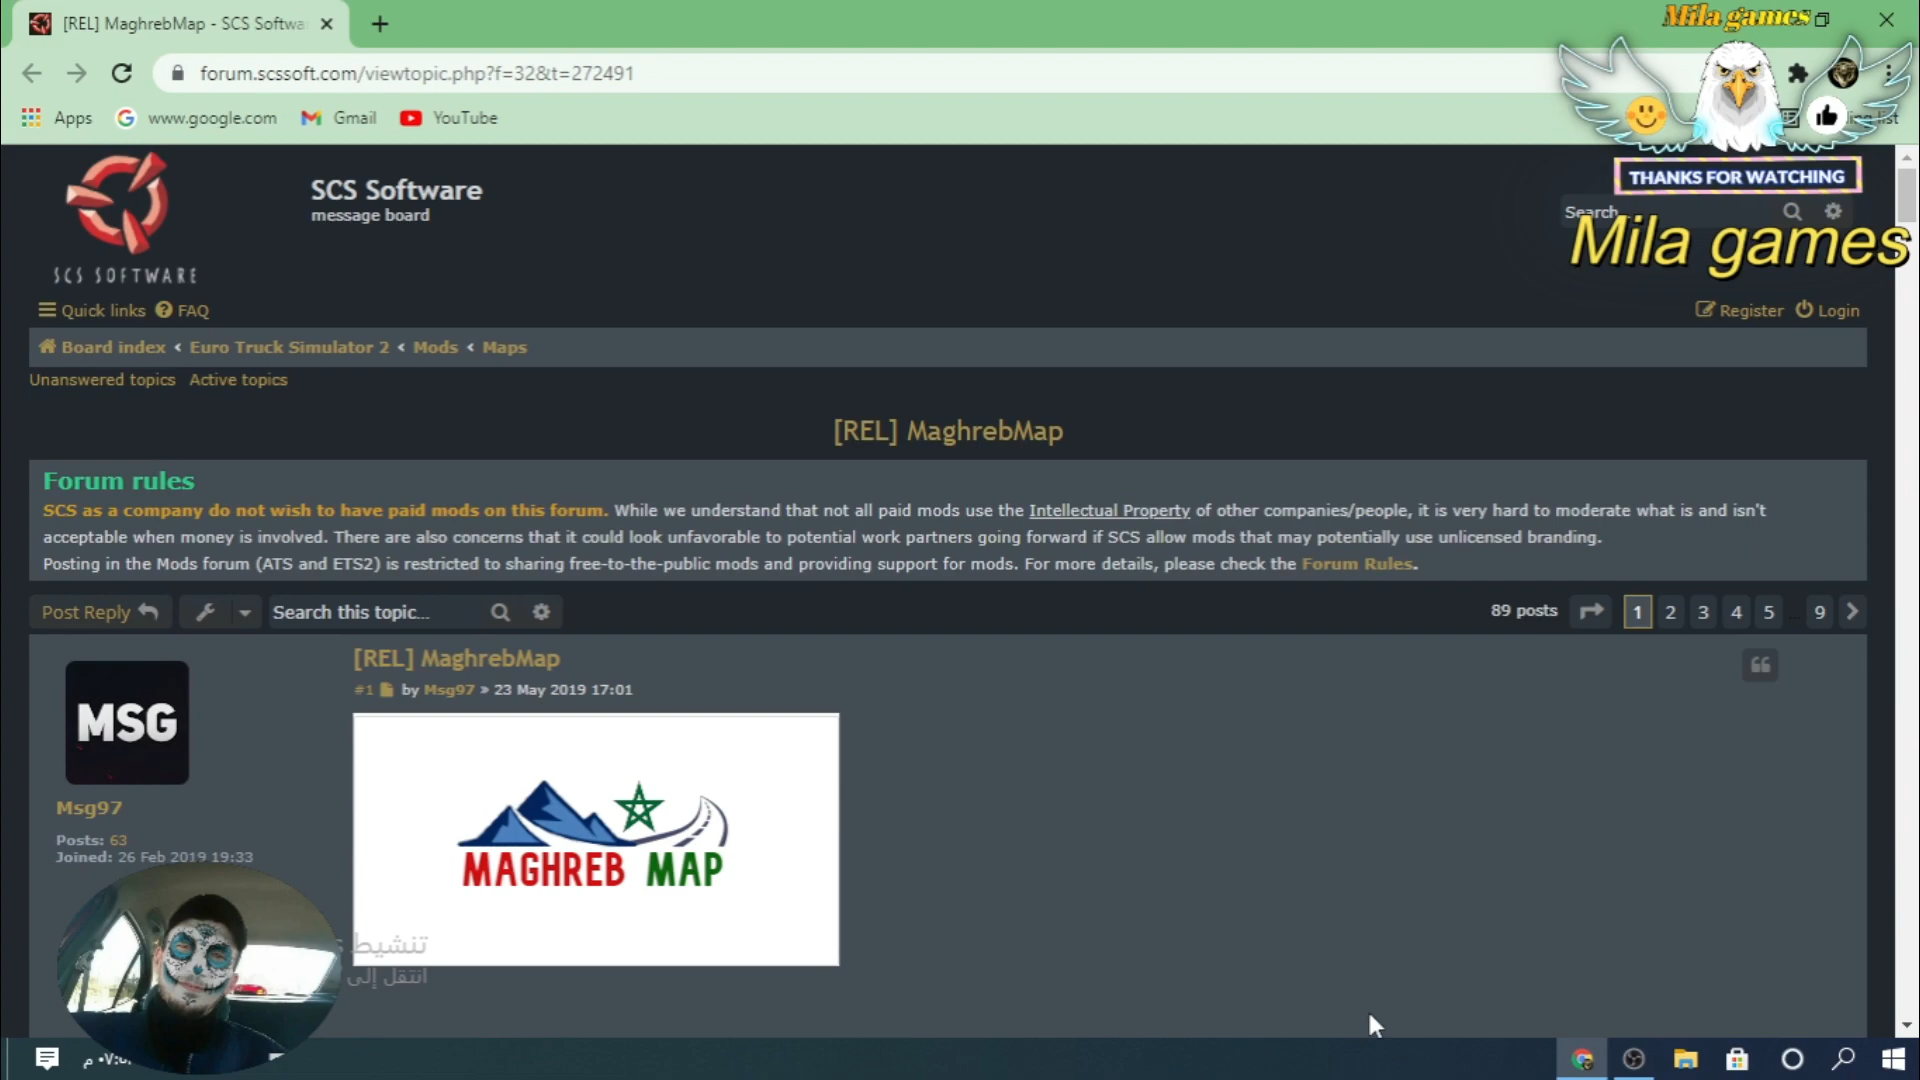 [REL] MaghrebMap - SCS Softwa
Mila games
forum.scssoft.com/viewtopic.php?f=32&t=272491
Apps
www.google.com
Gmail
YouTube
ing list
THANKS FOR WATCHING
SCS Software
message board
Search
Mila games
SCS SOFTWARE
Quick links
FAQ
Register
Login
Board index ‹ Euro Truck Simulator 2 ‹ Mods ‹ Maps
Unanswered topics Active topics
[REL] MaghrebMap
Forum rules
SCS as a company do not wish to have paid mods on this forum. While we understand that not all paid mods use the Intellectual Property of other companies/people, it is very hard to moderate what is and isn't
acceptable when money is involved. There are also concerns that it could look unfavorable to potential work partners going forward if SCS allow mods that may potentially use unlicensed branding.
Posting in the Mods forum (ATS and ETS2) is restricted to sharing free-to-the-public mods and providing support for mods. For more details, please check the Forum Rules.
Post Reply
Search this topic...
89 posts
1 2 3 4 5 … 9
MSG
[REL] MaghrebMap
#1 by Msg97 » 23 May 2019 17:01
Msg97
Posts: 63
Joined: 26 Feb 2019 19:33
MAGHREB MAP
تنشيط
انتقل إلى